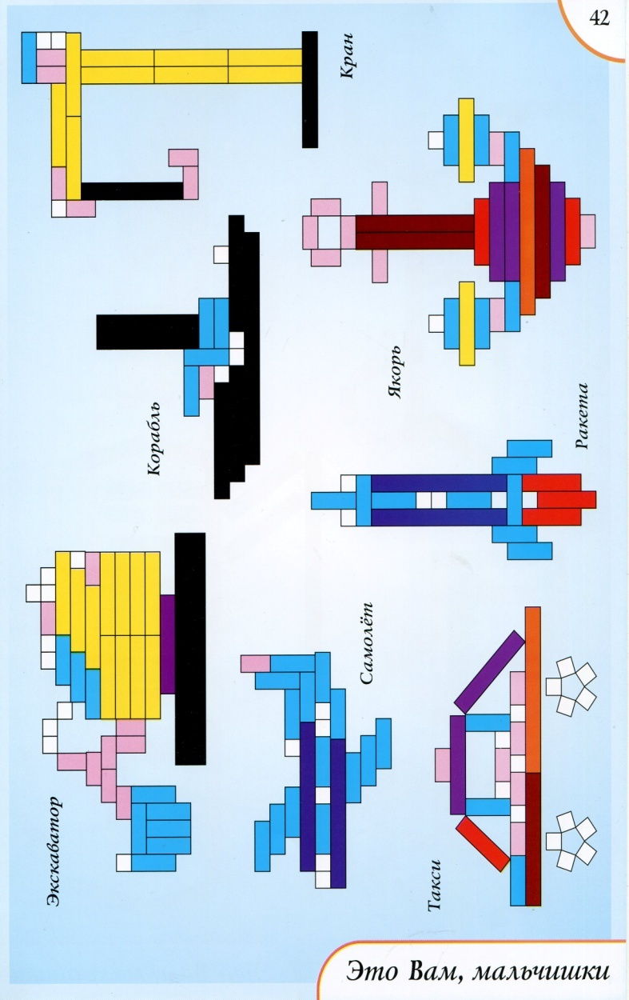 42
Кран
Якорь
Корабль
Ракета
Самолёт
Экскаватор
Такси
Это Вам, мальчишки